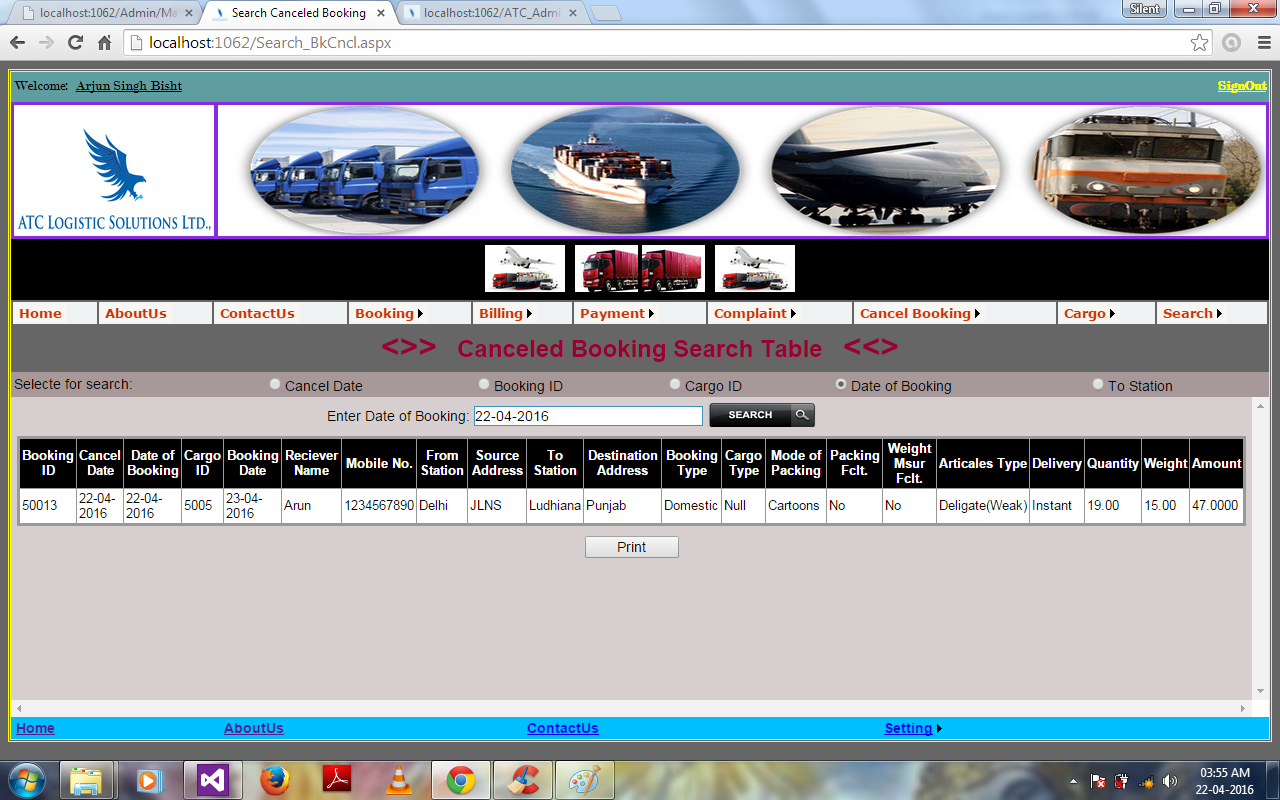 localhost:1062/Admin/Ma
Search Canceled Booking
localhost:1062/ATC_Admi
Silent
localhost:1062/Search_BkCncl.aspx
Welcome: Arjun Singh Bisht
SignOut
ATC LOGISTIC SOLUTIONS LTD.,
Home AboutUs ContactUs Booking Billing Payment Complaint Cancel Booking Cargo Search
<>> Canceled Booking Search Table <<>
Selecte for search: Cancel Date Booking ID Cargo ID Date of Booking To Station
Enter Date of Booking: 22-04-2016 SEARCH
Booking ID Cancel Date Date of Booking Cargo ID Booking Date Reciever Name Mobile No. From Station Source Address To Station Destination Address Booking Type Cargo Type Mode of Packing Packing Fclt. Weight Msur Fclt. Articales Type Delivery Quantity Weight Amount
50013 22-04-2016 22-04-2016 5005 23-04-2016 Arun 1234567890 Delhi JLNS Ludhiana Punjab Domestic Null Cartoons No No Deligate(Weak) Instant 19.00 15.00 47.0000
Print
Home AboutUs ContactUs Setting
03:55 AM
22-04-2016